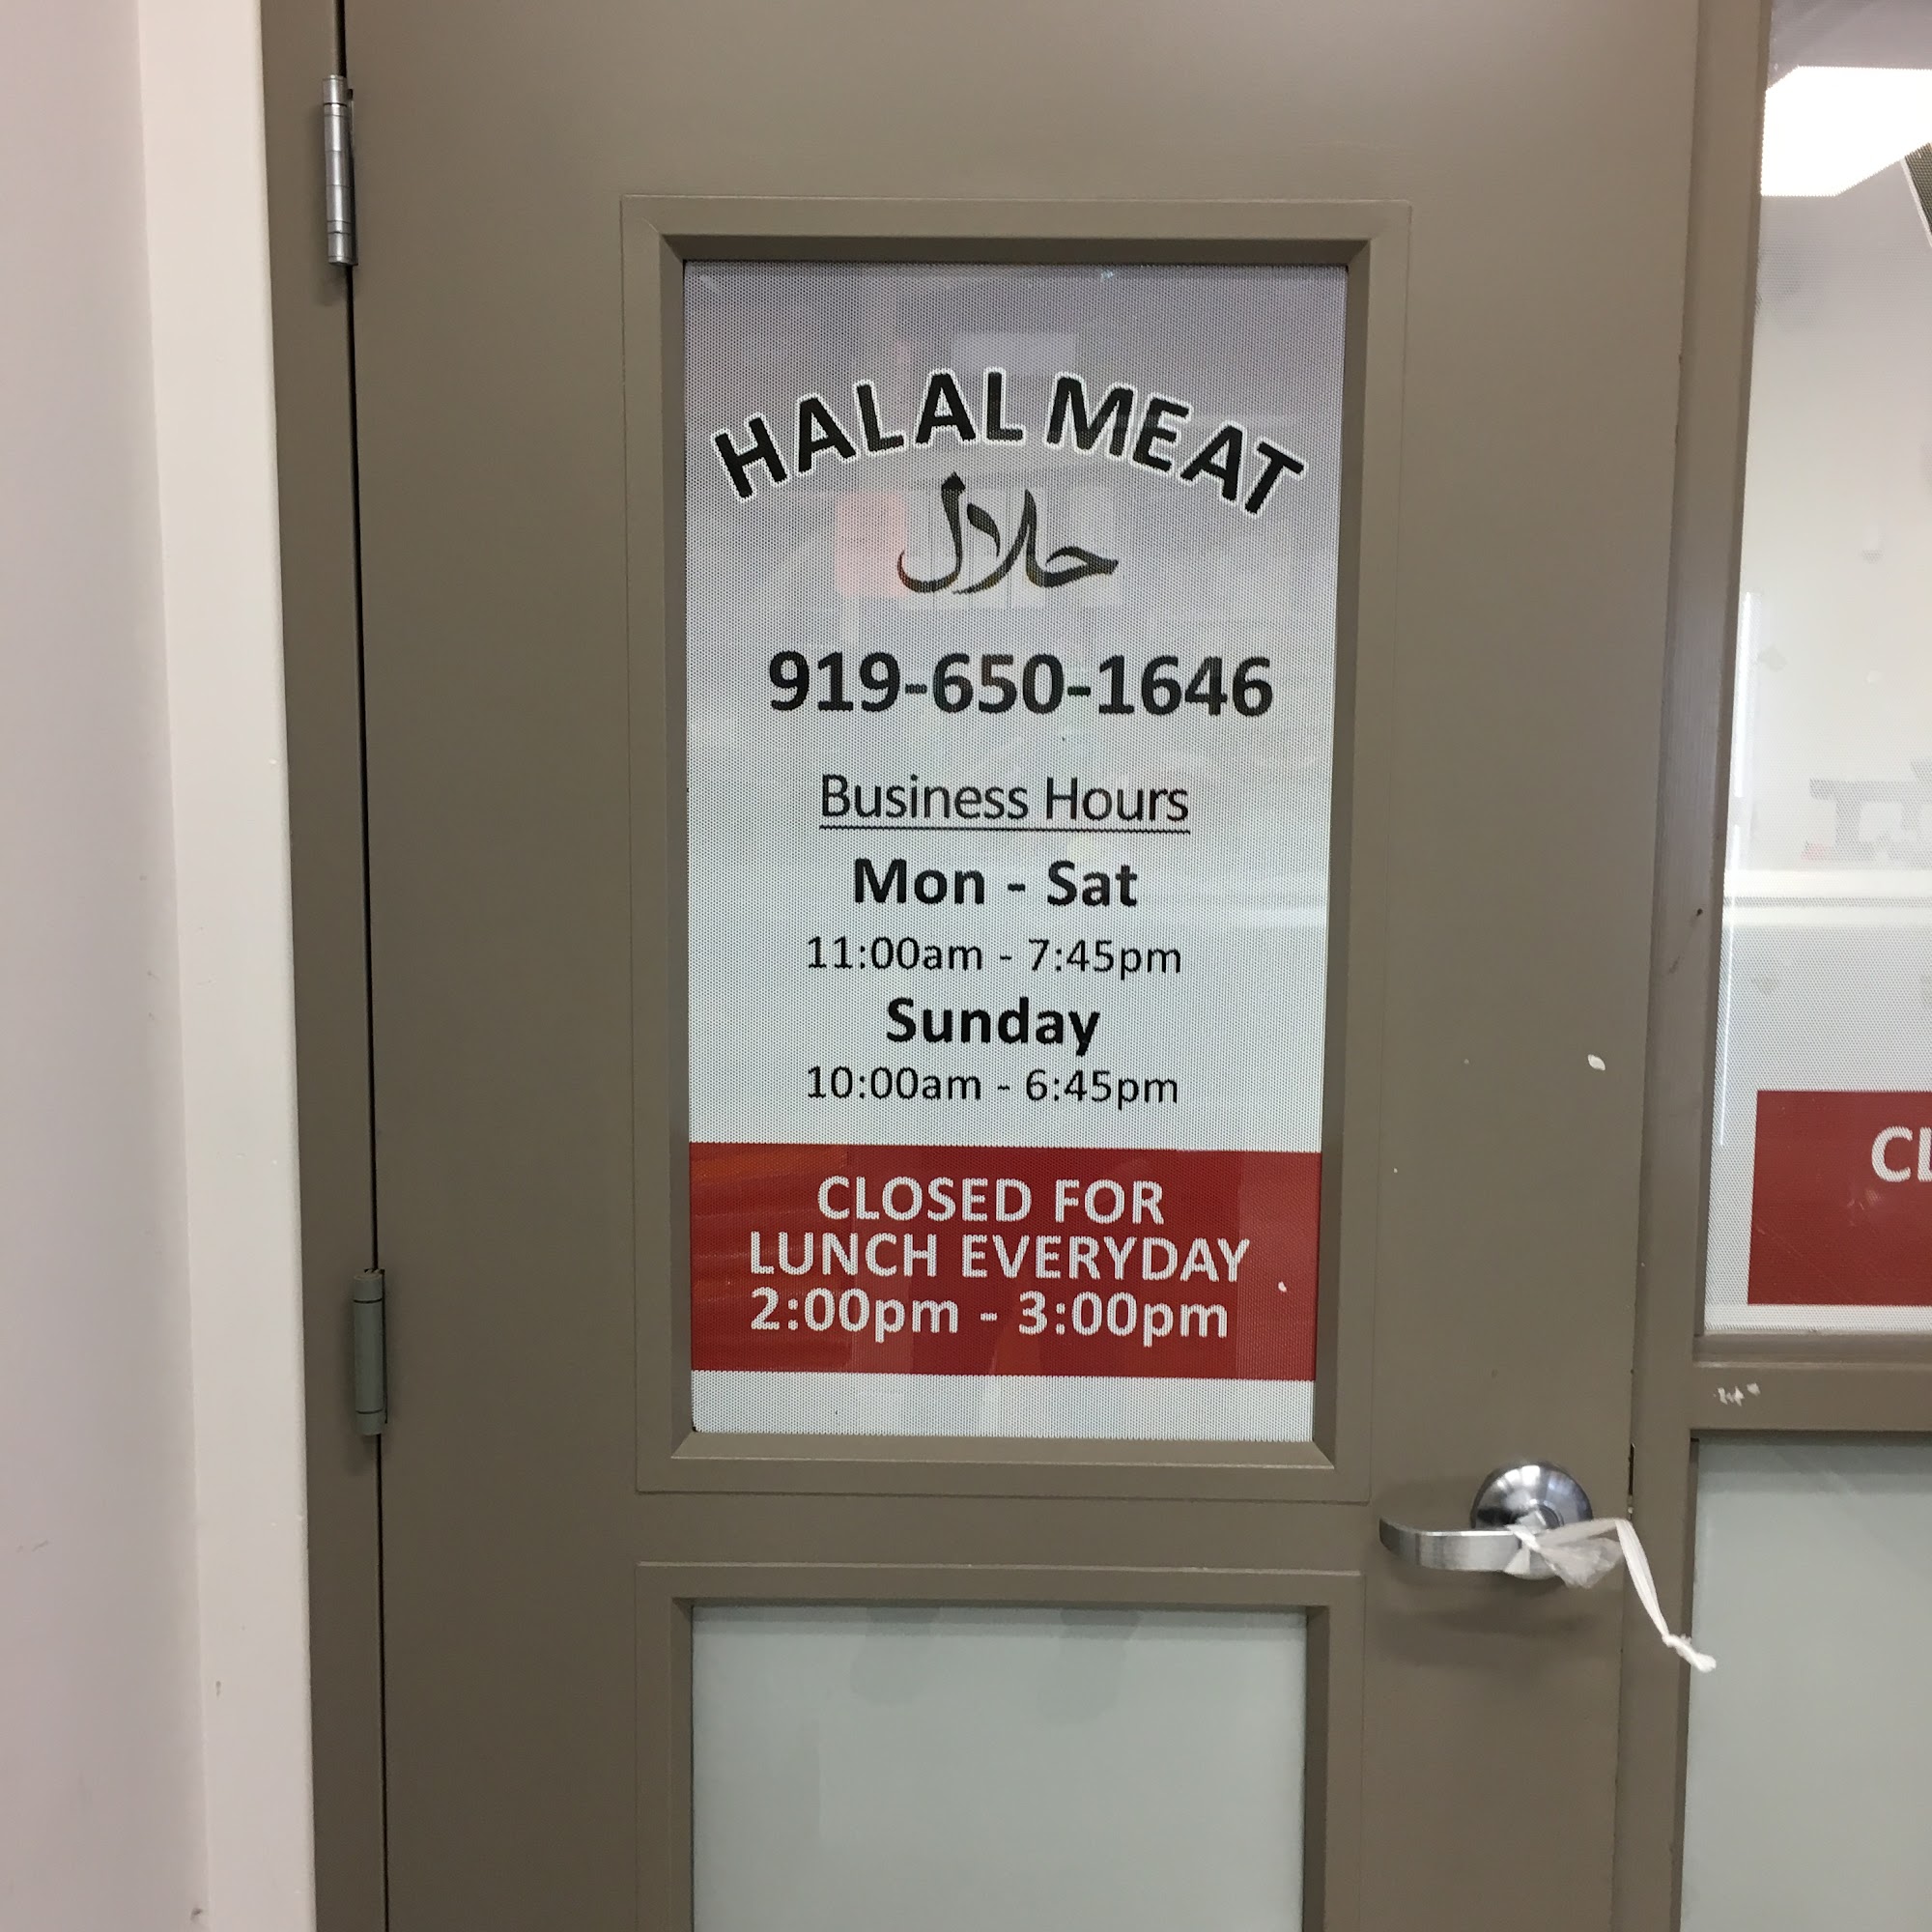 HALAL MEAT
حلال
919-650-1646
Business Hours
Mon - Sat
11:00am - 7:45pm
Sunday
10:00am - 6:45pm
CLOSED FOR
LUNCH EVERYDAY
2:00pm - 3:00pm